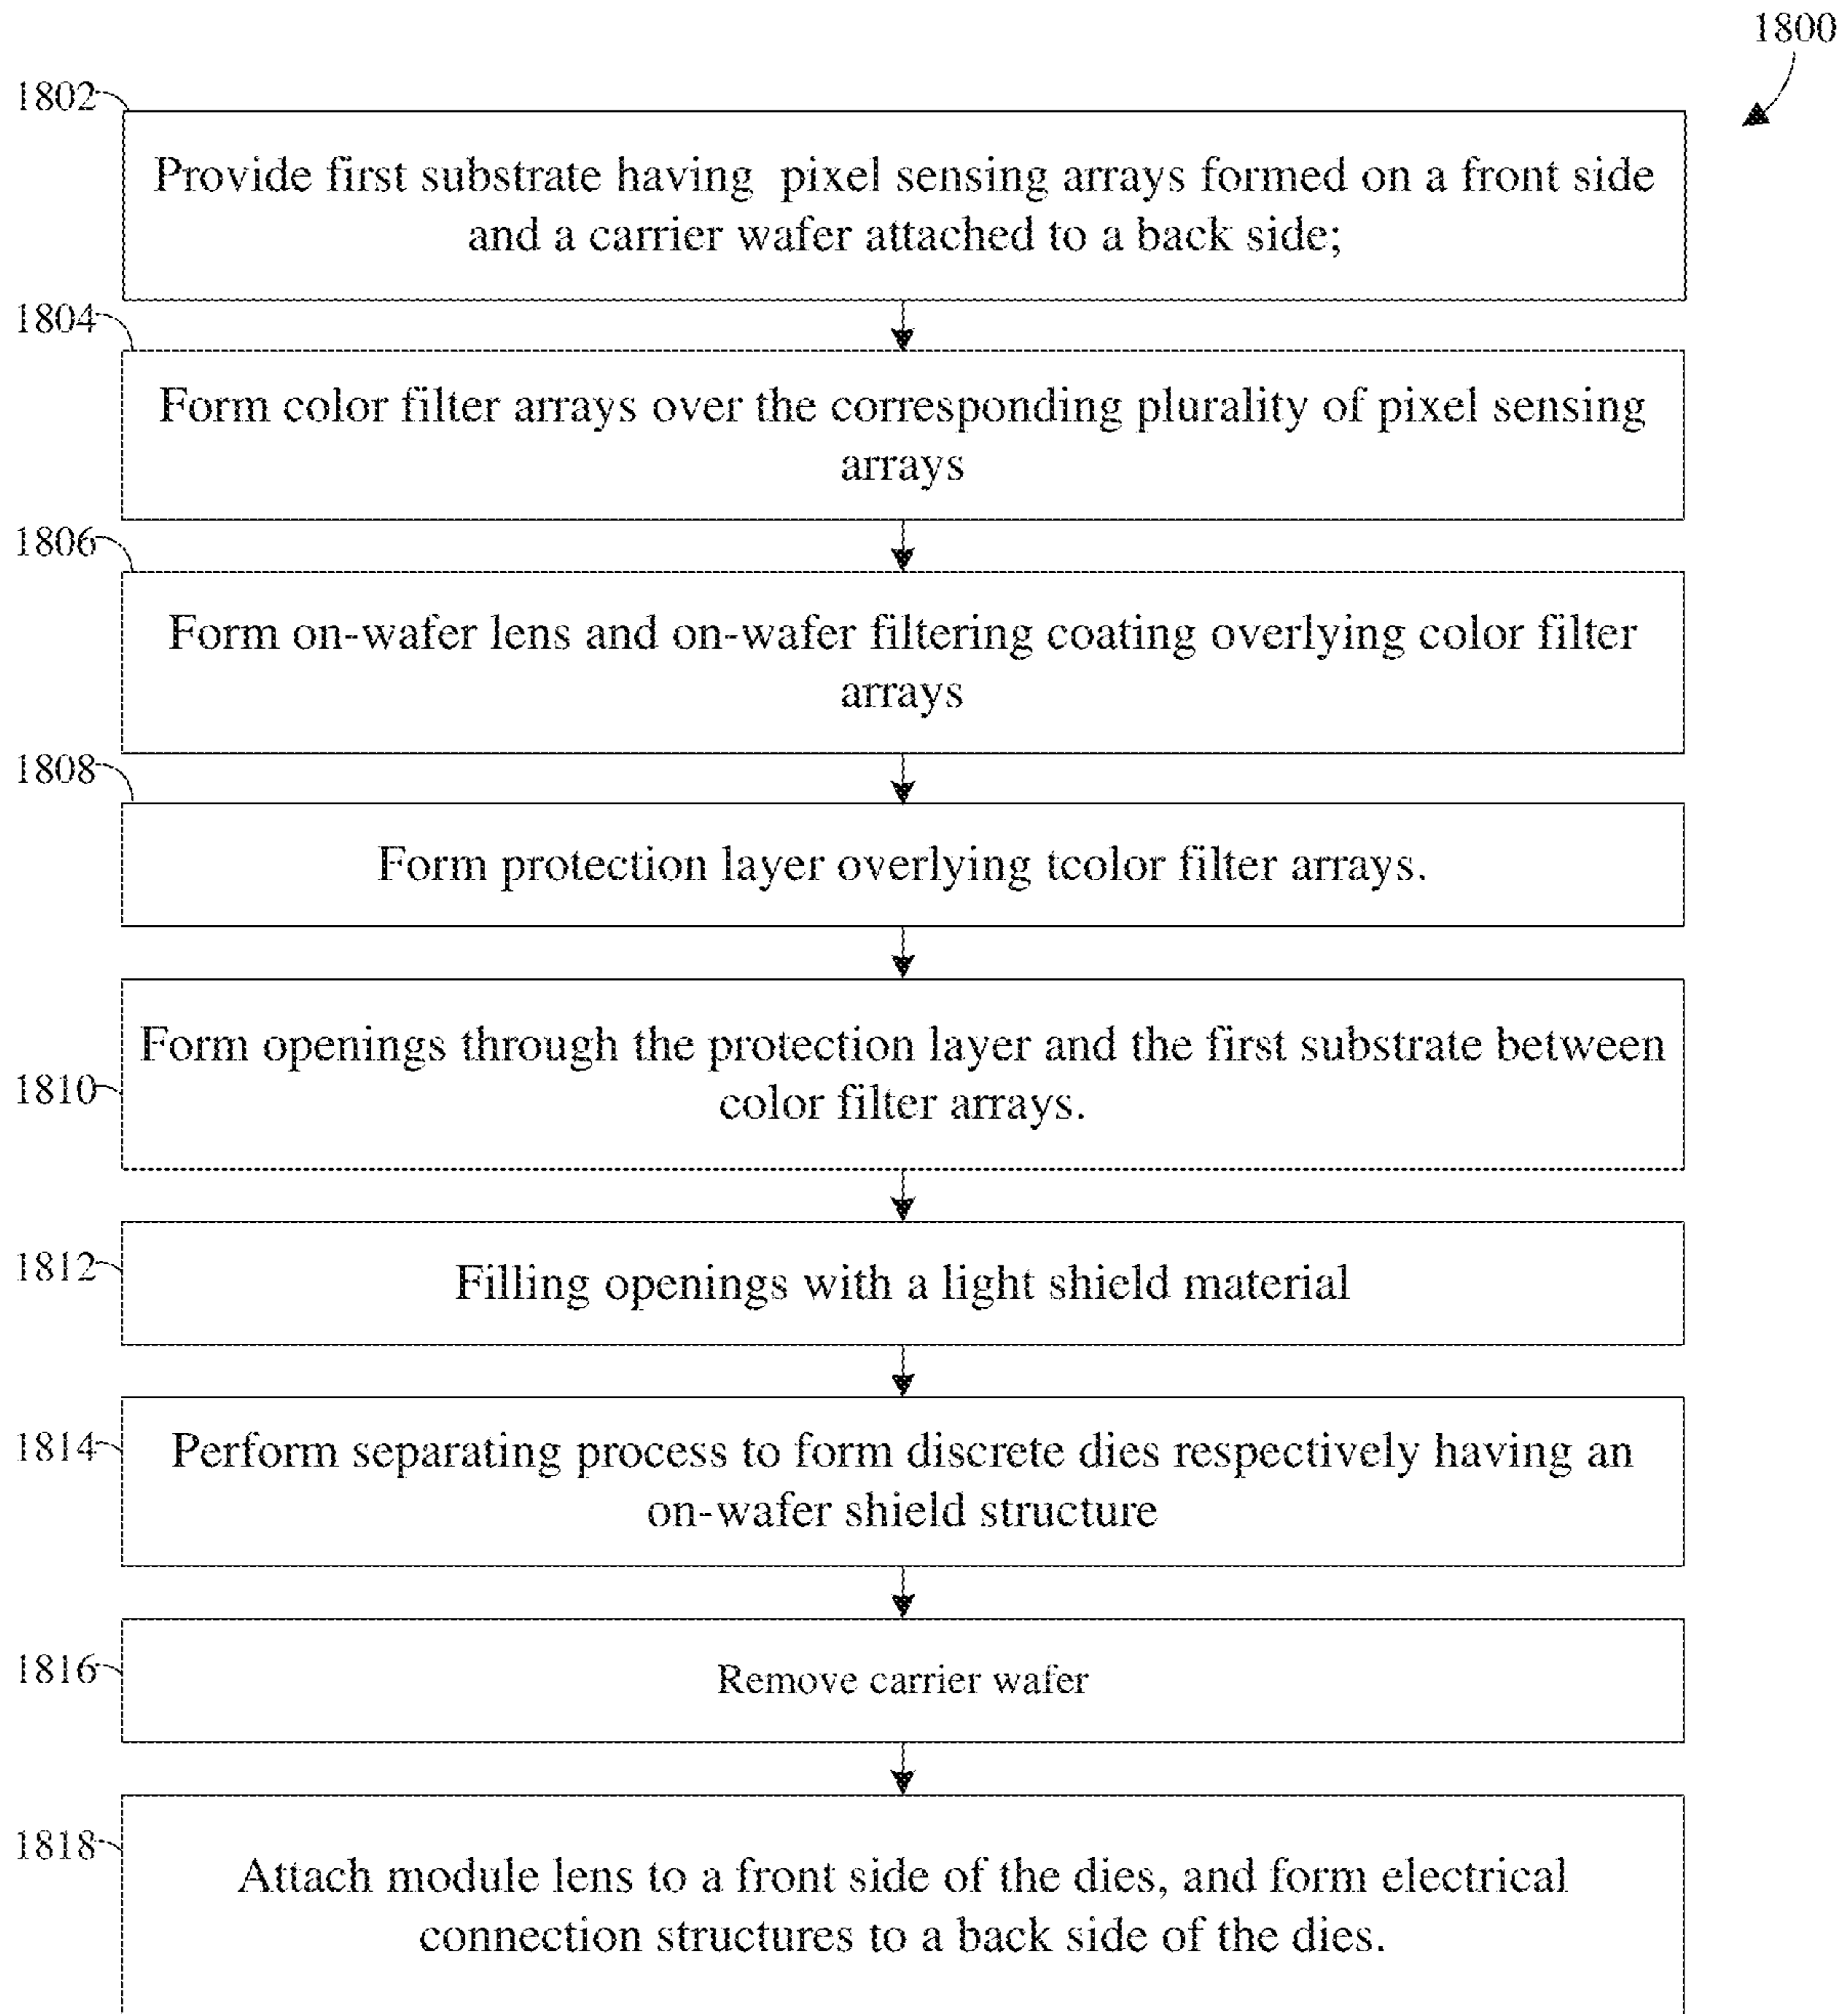 1800
1802
Provide first substrate having pixel sensing arrays formed on a front side
and a carrier wafer attached to a back side;
1804
Form color filter arrays over the corresponding plurality of pixel sensing
arrays
1806
Form on-wafer lens and on-wafer filtering coating overlying color filter
arrays
1808
Form protection layer overlying tcolor filter arrays.
Form openings through the protection layer and the first substrate between
1810
color filter arrays.
1812
Filling openings with a light shield material
1814
Perform separating process to form discrete dies respectively having an
on-wafer shield structure
1816
Remove carrier wafer
1818
Attach module lens to a front side of the dies, and form electrical
connection structures to a back side of the dies.